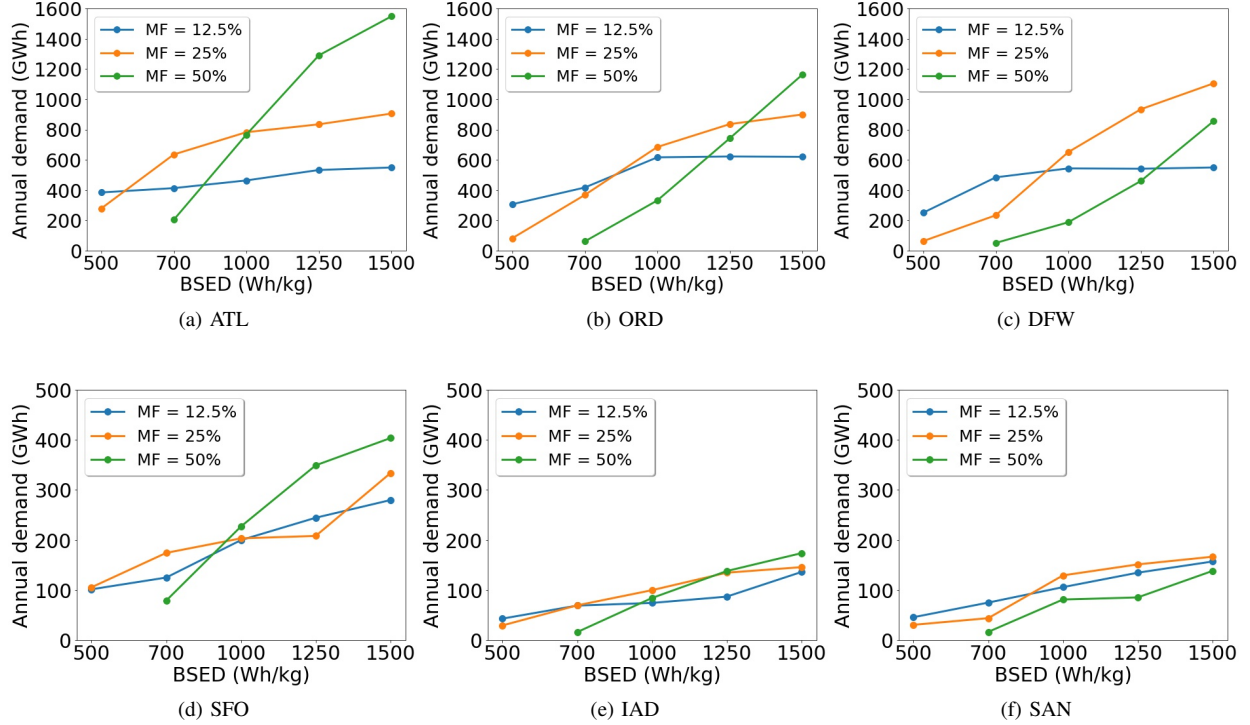 Annual demand (GWh)
1600
1400
1200
1000
800
600
400
200
0
MF = 12.5%
MF = 25%
MF = 50%
500 700 1000 1250 1500
BSED (Wh/kg)
(a) ATL
Annual demand (GWh)
1600
1400
1200
1000
800
600
400
200
0
MF = 12.5%
MF = 25%
MF = 50%
500 700 1000 1250 1500
BSED (Wh/kg)
(b) ORD
Annual demand (GWh)
1600
1400
1200
1000
800
600
400
200
0
MF = 12.5%
MF = 25%
MF = 50%
500 700 1000 1250 1500
BSED (Wh/kg)
(c) DFW
Annual demand (GWh)
500
400
300
200
100
0
MF = 12.5%
MF = 25%
MF = 50%
500 700 1000 1250 1500
BSED (Wh/kg)
(d) SFO
Annual demand (GWh)
500
400
300
200
100
0
MF = 12.5%
MF = 25%
MF = 50%
500 700 1000 1250 1500
BSED (Wh/kg)
(e) IAD
Annual demand (GWh)
500
400
300
200
100
0
MF = 12.5%
MF = 25%
MF = 50%
500 700 1000 1250 1500
BSED (Wh/kg)
(f) SAN